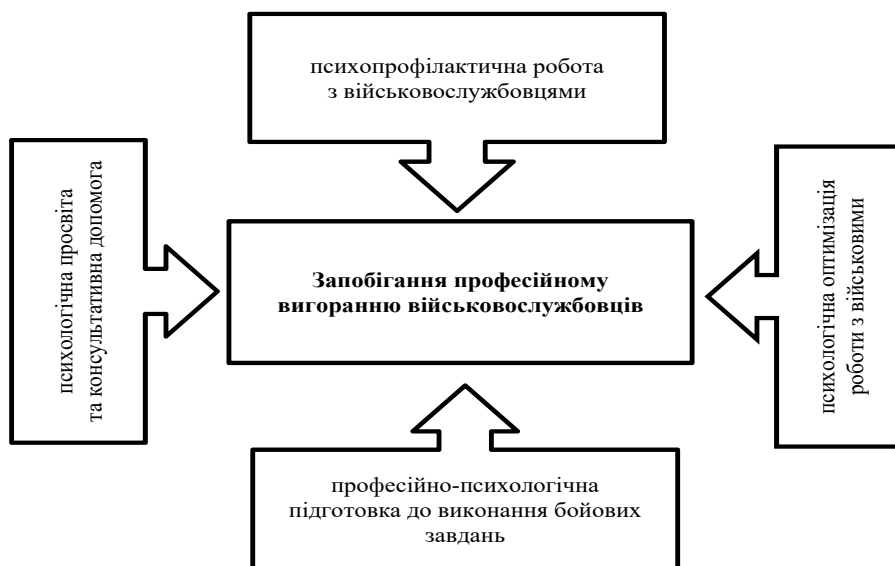 психопрофілактична робота
з військовослужбовцями
психологічна просвіта
та консультативна допомога
Запобігання професійному
вигоранню військовослужбовців
психологічна оптимізація
роботи з військовими
професійно-психологічна
підготовка до виконання бойових
завдань